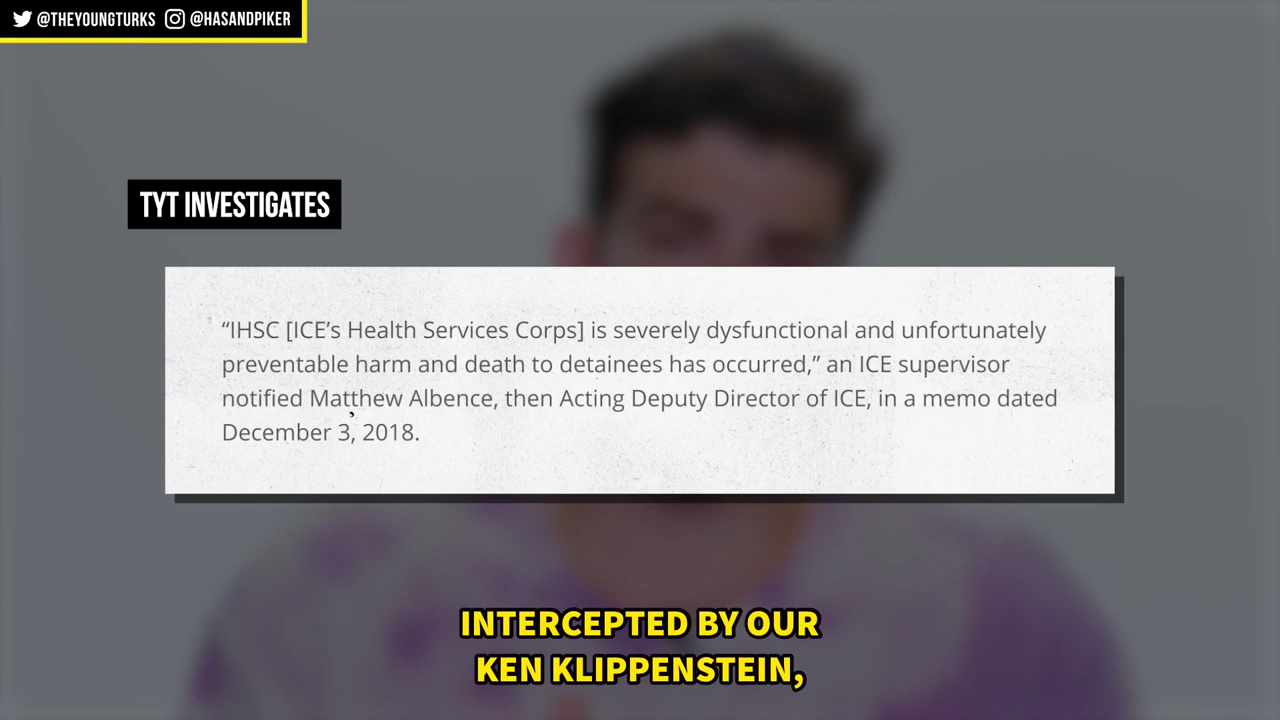 @THEYOUNGTURKS @HASANDPIKER
TYT INVESTIGATES
“IHSC [ICE’s Health Services Corps] is severely dysfunctional and unfortunately
preventable harm and death to detainees has occurred,” an ICE supervisor
notified Matthew Albence, then Acting Deputy Director of ICE, in a memo dated
December 3, 2018.
INTERCEPTED BY OUR
KEN KLIPPENSTEIN,